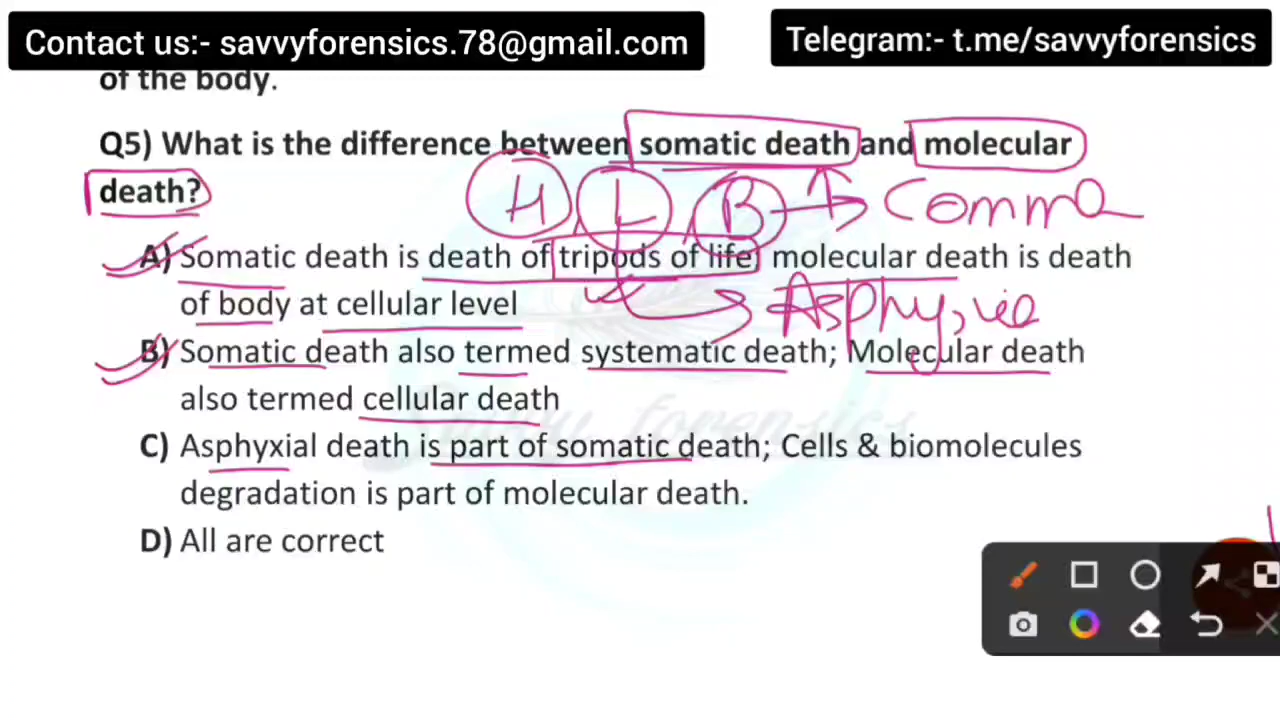 Contact us:- savvyforensics.78@gmail.com
Telegram:- t.me/savvyforensics
of the body.
Q5) What is the difference between somatic death and molecular
death?
H L B Comma
A) Somatic death is death of tripods of life molecular death is death
of body at cellular level
Asphyxia
B) Somatic death also termed systematic death; Molecular death
also termed cellular death
Savvy forensics
C) Asphyxial death is part of somatic death; Cells & biomolecules
degradation is part of molecular death.
D) All are correct